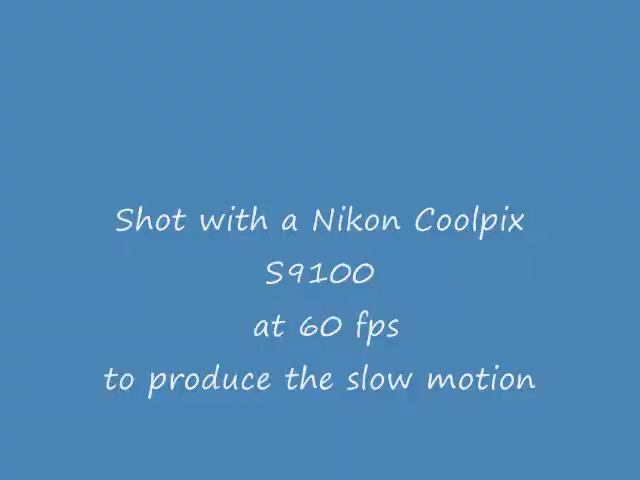 Shot with a Nikon Coolpix
S9100
at 60 fps
to produce the slow motion